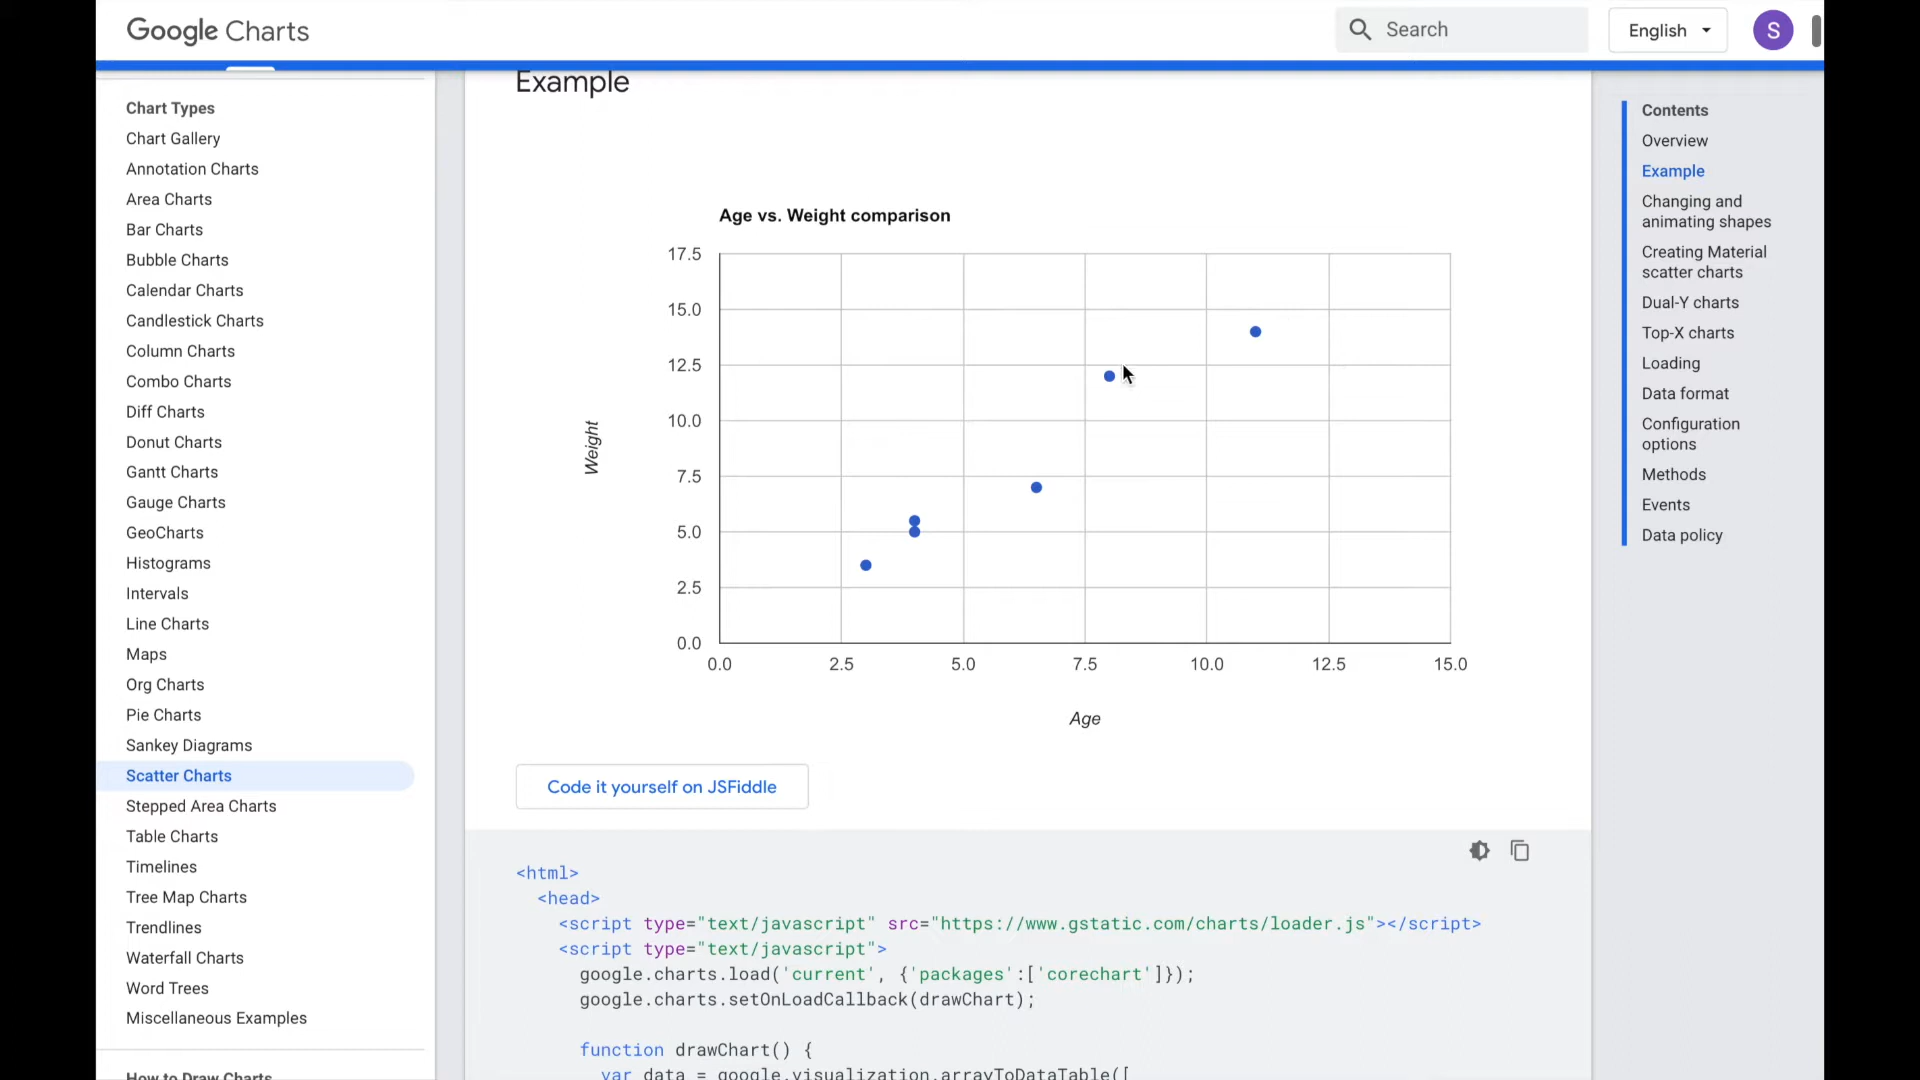 Google Charts
Search
English
S
Chart Types
Chart Gallery
Annotation Charts
Area Charts
Bar Charts
Bubble Charts
Calendar Charts
Candlestick Charts
Column Charts
Combo Charts
Diff Charts
Donut Charts
Gantt Charts
Gauge Charts
GeoCharts
Histograms
Intervals
Line Charts
Maps
Org Charts
Pie Charts
Sankey Diagrams
Scatter Charts
Stepped Area Charts
Table Charts
Timelines
Tree Map Charts
Trendlines
Waterfall Charts
Word Trees
Miscellaneous Examples
How to Draw Charts
Example
Age vs. Weight comparison
17.5
15.0
12.5
10.0
7.5
5.0
2.5
0.0
Weight
0.0 2.5 5.0 7.5 10.0 12.5 15.0
Age
Code it yourself on JSFiddle
<html>
<head>
<script type="text/javascript" src="https://www.gstatic.com/charts/loader.js"></script>
<script type="text/javascript">
google.charts.load('current', {'packages':['corechart']});
google.charts.setOnLoadCallback(drawChart);
function drawChart() {
var data = google.visualization.arrayToDataTable([
Contents
Overview
Example
Changing and
animating shapes
Creating Material
scatter charts
Dual-Y charts
Top-X charts
Loading
Data format
Configuration
options
Methods
Events
Data policy